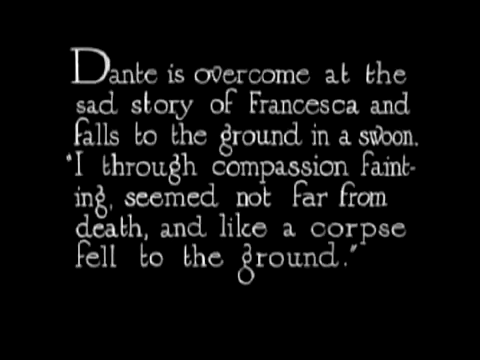 Dante is overcome at the
sad story of Francesca and
falls to the ground in a swoon.
"I through compassion faint-
ing, seemed not far from
death, and like a corpse
fell to the ground."